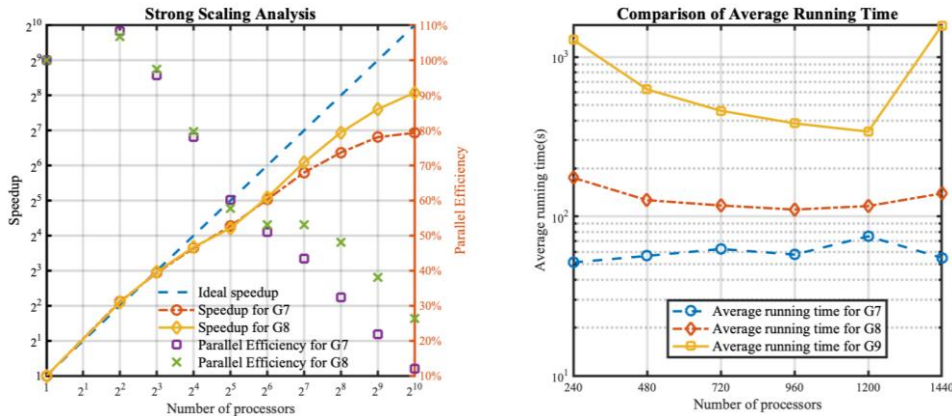 Strong Scaling Analysis
2^10
2^9
2^8
2^7
2^6
2^5
2^4
2^3
2^2
2^1
1
Speedup
110%
100%
90%
80%
70%
60%
50%
40%
30%
20%
10%
Parallel Efficiency
Ideal speedup
Speedup for G7
Speedup for G8
Parallel Efficiency for G7
Parallel Efficiency for G8
1 2^1 2^2 2^3 2^4 2^5 2^6 2^7 2^8 2^9 2^10
Number of processors
Comparison of Average Running Time
10^3
10^2
10^1
Average running time(s)
Average running time for G7
Average running time for G8
Average running time for G9
240 480 720 960 1200 1440
Number of processors